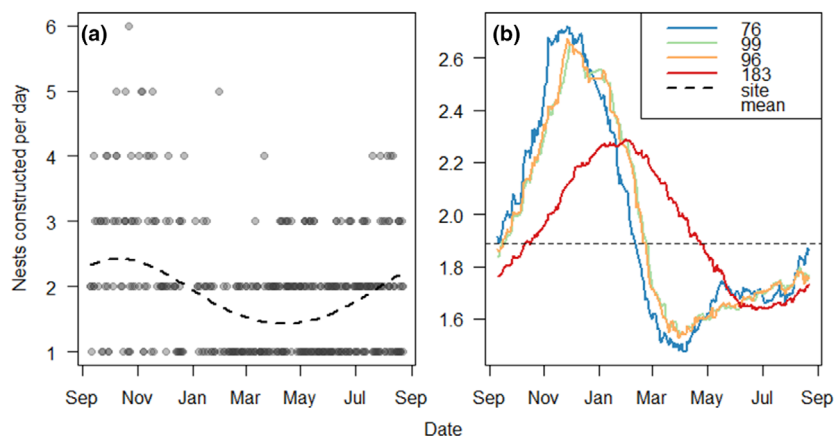 (a)
Nests constructed per day
6
5
4
3
2
1
Sep Nov Jan Mar May Jul Sep
(b)
2.6
2.4
2.2
2.0
1.8
1.6
Sep Nov Jan Mar May Jul Sep
76
99
96
183
site
mean
Date